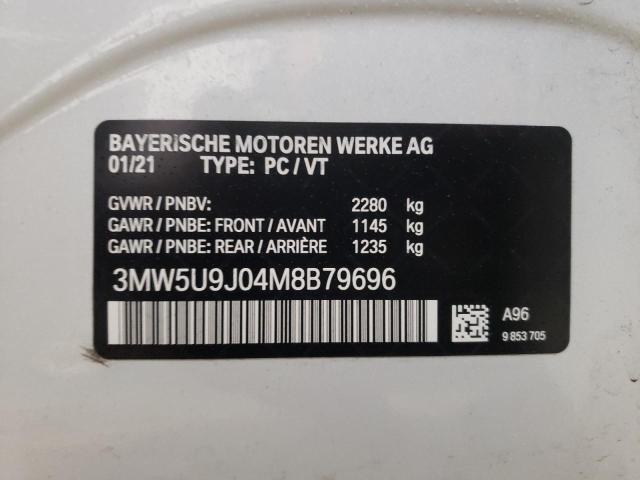 BAYERISCHE MOTOREN WERKE AG
01/21 TYPE: PC / VT
GVWR / PNBV: 2280 kg
GAWR / PNBE: FRONT / AVANT 1145 kg
GAWR / PNBE: REAR / ARRIÈRE 1235 kg
3MW5U9J04M8B79696
A96
9 853 705